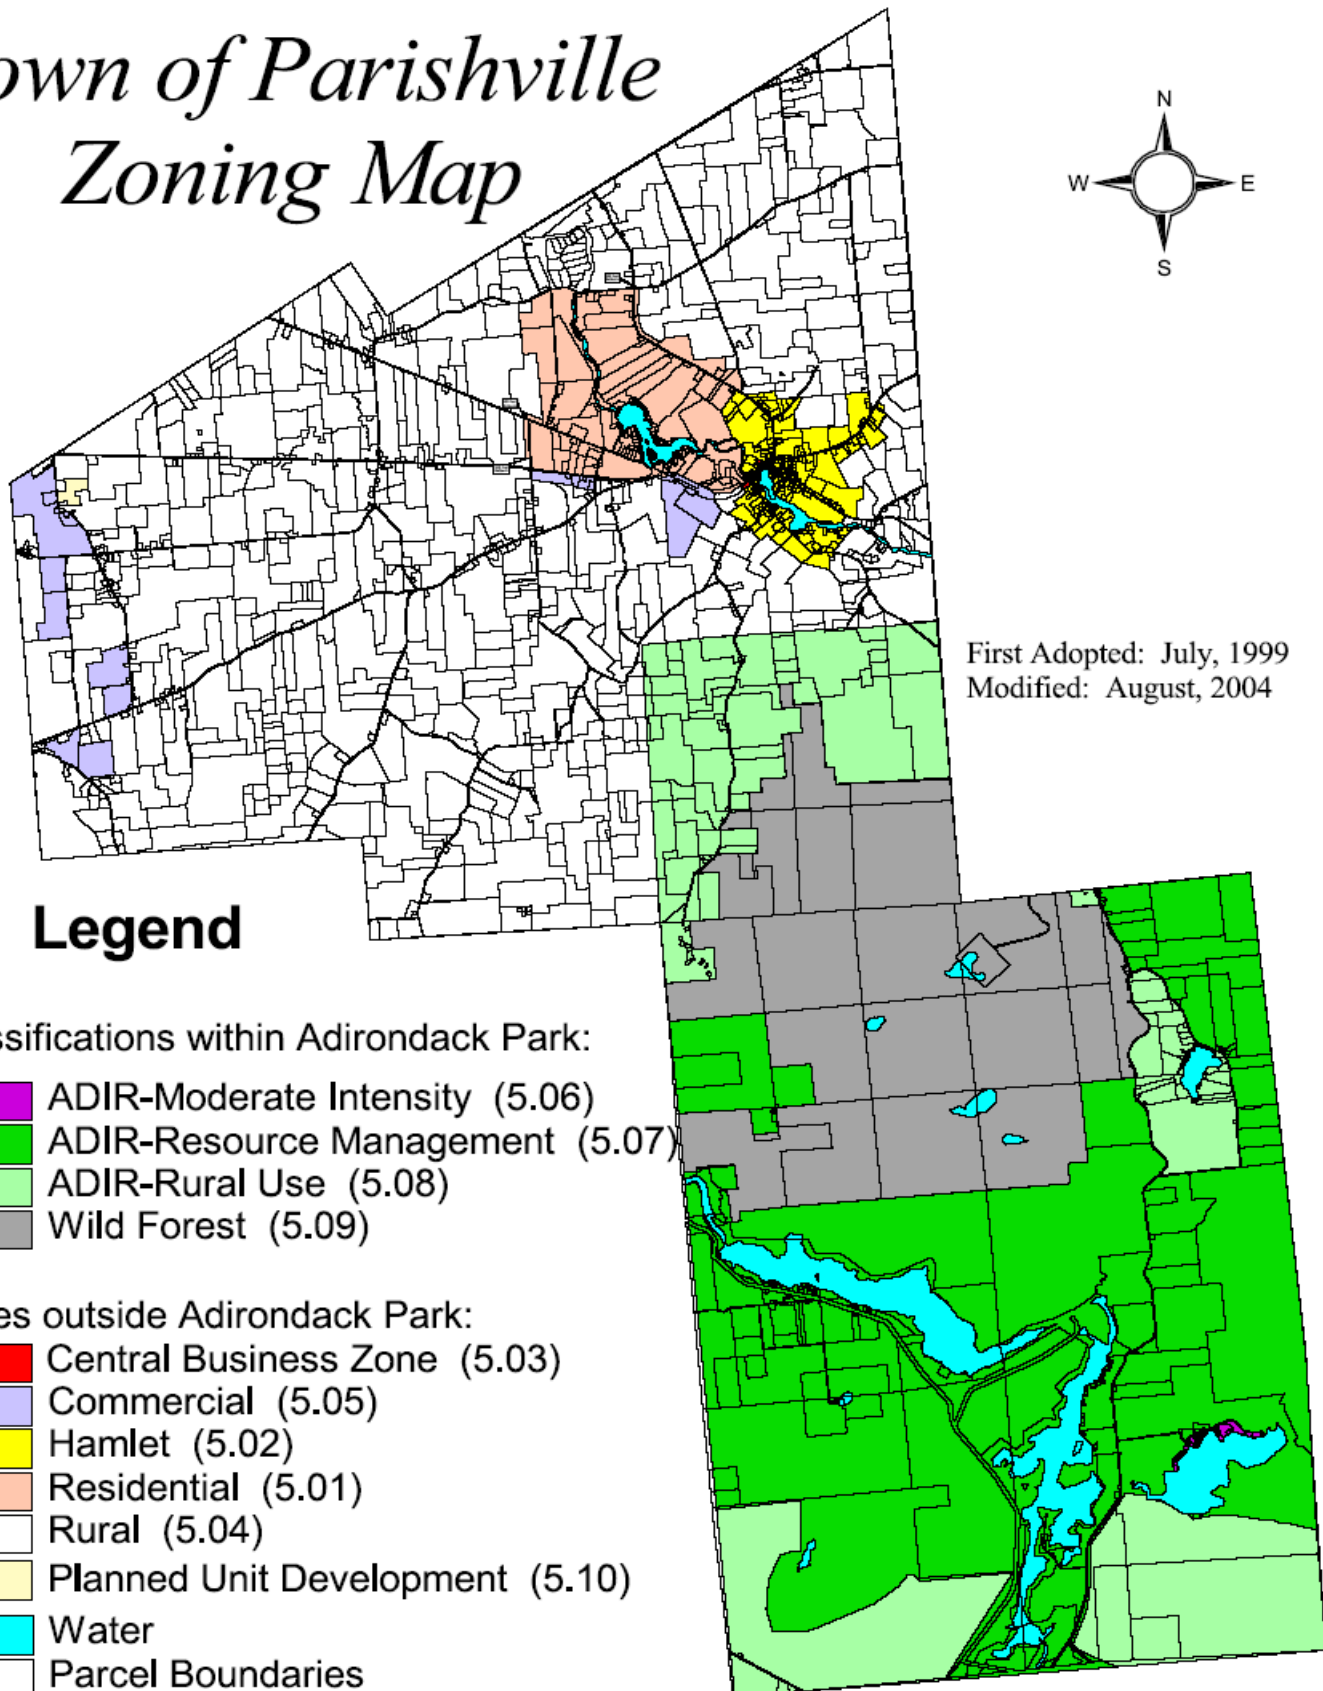 own of Parishville
Zoning Map
N
W E
S
First Adopted: July, 1999
Modified: August, 2004
Legend
ssifications within Adirondack Park:
ADIR-Moderate Intensity (5.06)
ADIR-Resource Management (5.07)
ADIR-Rural Use (5.08)
Wild Forest (5.09)
es outside Adirondack Park:
Central Business Zone (5.03)
Commercial (5.05)
Hamlet (5.02)
Residential (5.01)
Rural (5.04)
Planned Unit Development (5.10)
Water
Parcel Boundaries